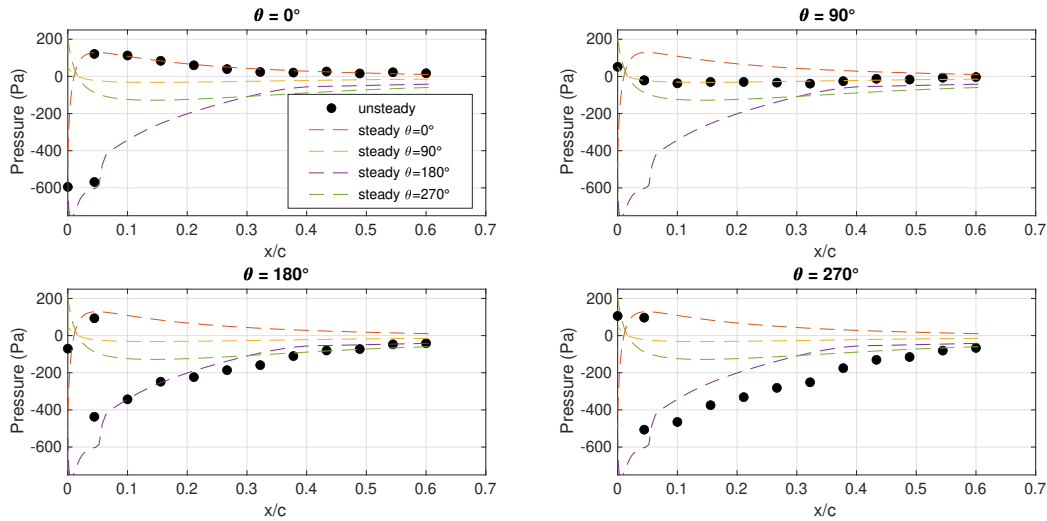 θ = 0°
200
0
-200
-400
-600
Pressure (Pa)
unsteady
steady θ=0°
steady θ=90°
steady θ=180°
steady θ=270°
0 0.1 0.2 0.3 0.4 0.5 0.6 0.7
x/c
θ = 90°
200
0
-200
-400
-600
Pressure (Pa)
0 0.1 0.2 0.3 0.4 0.5 0.6 0.7
x/c
θ = 180°
200
0
-200
-400
-600
Pressure (Pa)
0 0.1 0.2 0.3 0.4 0.5 0.6 0.7
x/c
θ = 270°
200
0
-200
-400
-600
Pressure (Pa)
0 0.1 0.2 0.3 0.4 0.5 0.6 0.7
x/c